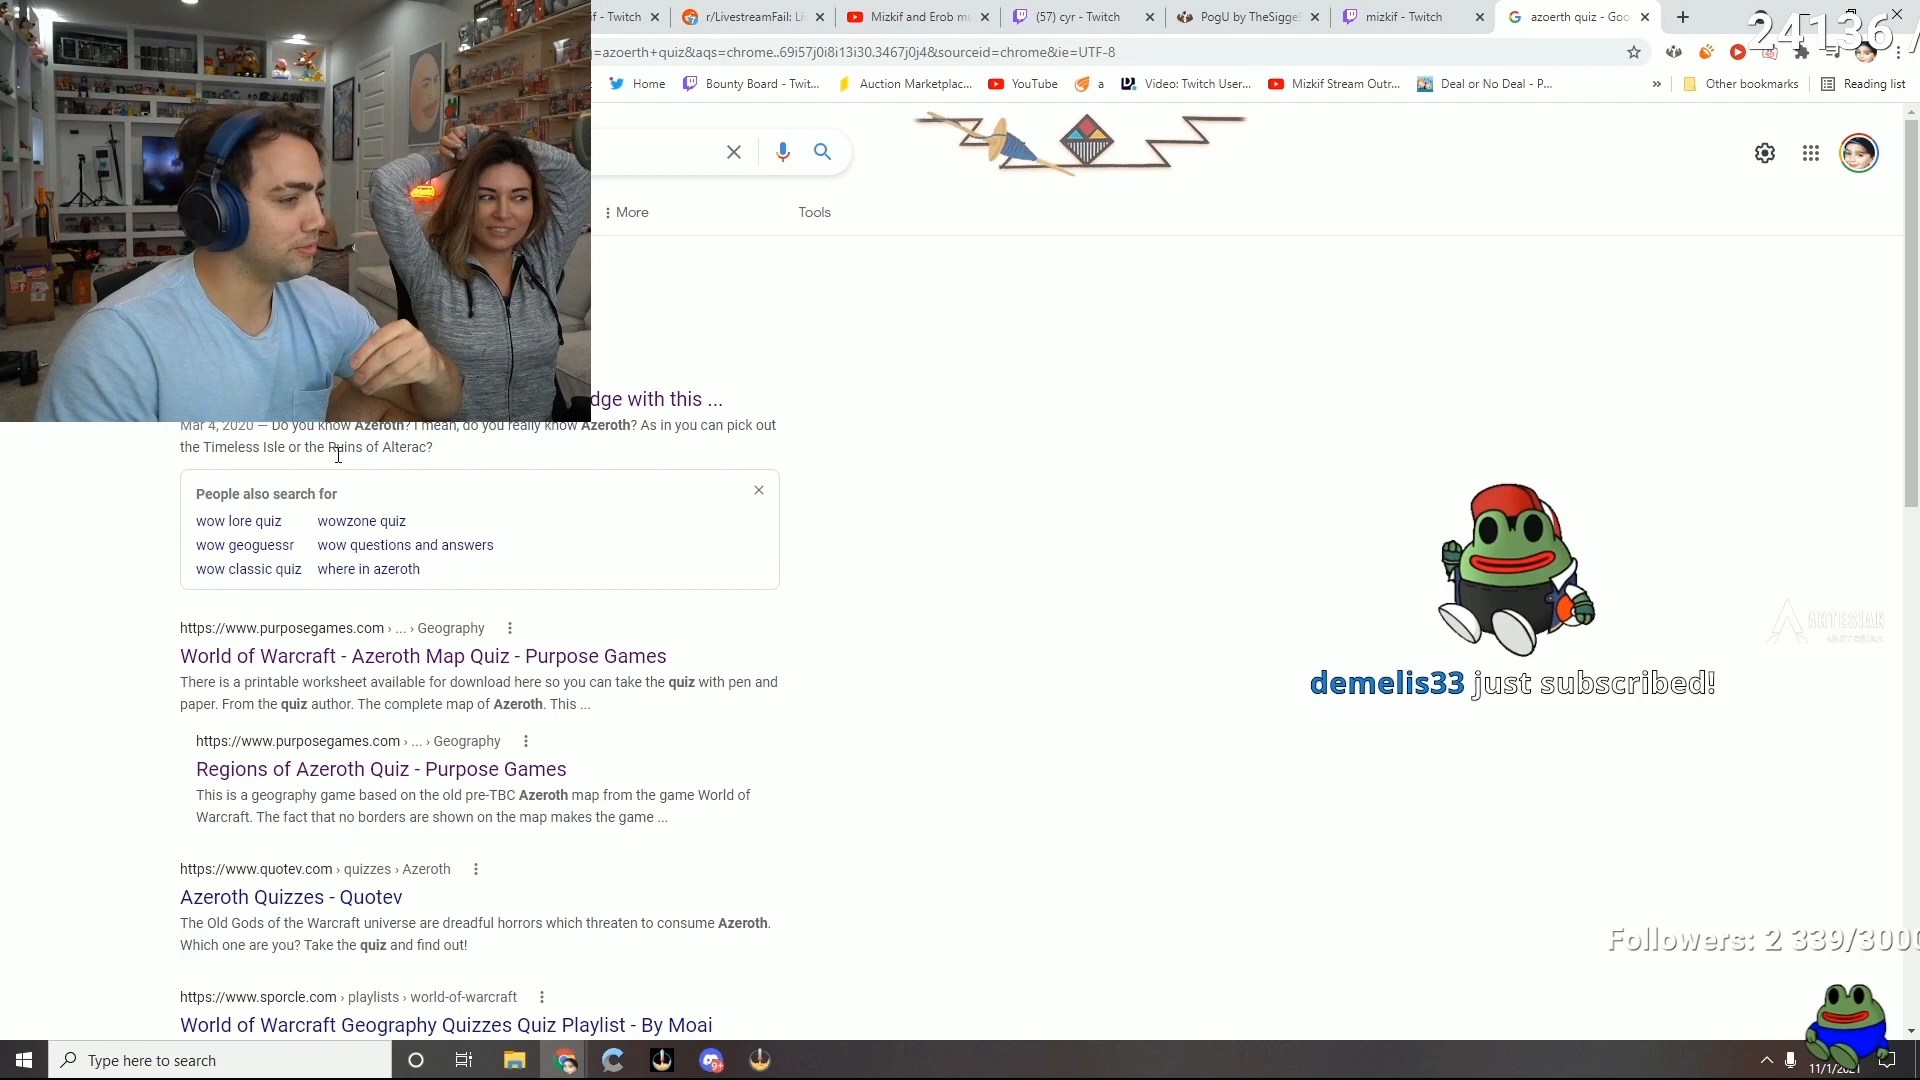 if - Twitch
r/LivestreamFail: Li
Mizkif and Erob mu
(57) cyr - Twitch
PogU by TheSigge
mizkif - Twitch
azoerth quiz - Goo
24136 /
=azoerth+quiz&aqs=chrome..69i57j0i8i13i30.3467j0j4&sourceid=chrome&ie=UTF-8
Home
Bounty Board - Twit...
Auction Marketplac...
YouTube
a
Video: Twitch User...
Mizkif Stream Outr...
Deal or No Deal - P...
»
Other bookmarks
Reading list
More
Tools
dge with this ...
Mar 4, 2020 — Do you know Azeroth? I mean, do you really know Azeroth? As in you can pick out
the Timeless Isle or the Ruins of Alterac?
People also search for
wow lore quiz
wowzone quiz
wow geoguessr
wow questions and answers
wow classic quiz
where in azeroth
https://www.purposegames.com › ... › Geography
World of Warcraft - Azeroth Map Quiz - Purpose Games
There is a printable worksheet available for download here so you can take the quiz with pen and
paper. From the quiz author. The complete map of Azeroth. This ...
https://www.purposegames.com › ... › Geography
Regions of Azeroth Quiz - Purpose Games
This is a geography game based on the old pre-TBC Azeroth map from the game World of
Warcraft. The fact that no borders are shown on the map makes the game ...
https://www.quotev.com › quizzes › Azeroth
Azeroth Quizzes - Quotev
The Old Gods of the Warcraft universe are dreadful horrors which threaten to consume Azeroth.
Which one are you? Take the quiz and find out!
https://www.sporcle.com › playlists › world-of-warcraft
World of Warcraft Geography Quizzes Quiz Playlist - By Moai
ARTESIAN
demelis33 just subscribed!
Followers: 2 339/3000
Type here to search
9+
11/1/2021